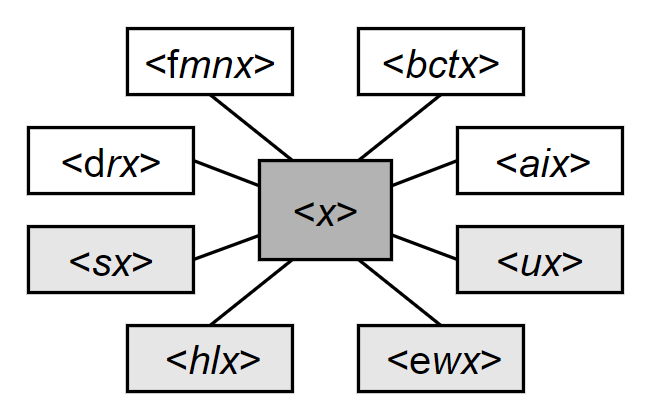 <fmnx> <bctx>
<drx> <aix>
<x>
<sx> <ux>
<hlx> <ewx>